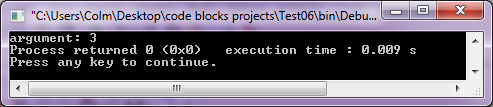 "C:\Users\Colm\Desktop\code blocks projects\Test06\bin\Debu...
argument: 3
Process returned 0 (0x0)   execution time : 0.009 s
Press any key to continue.